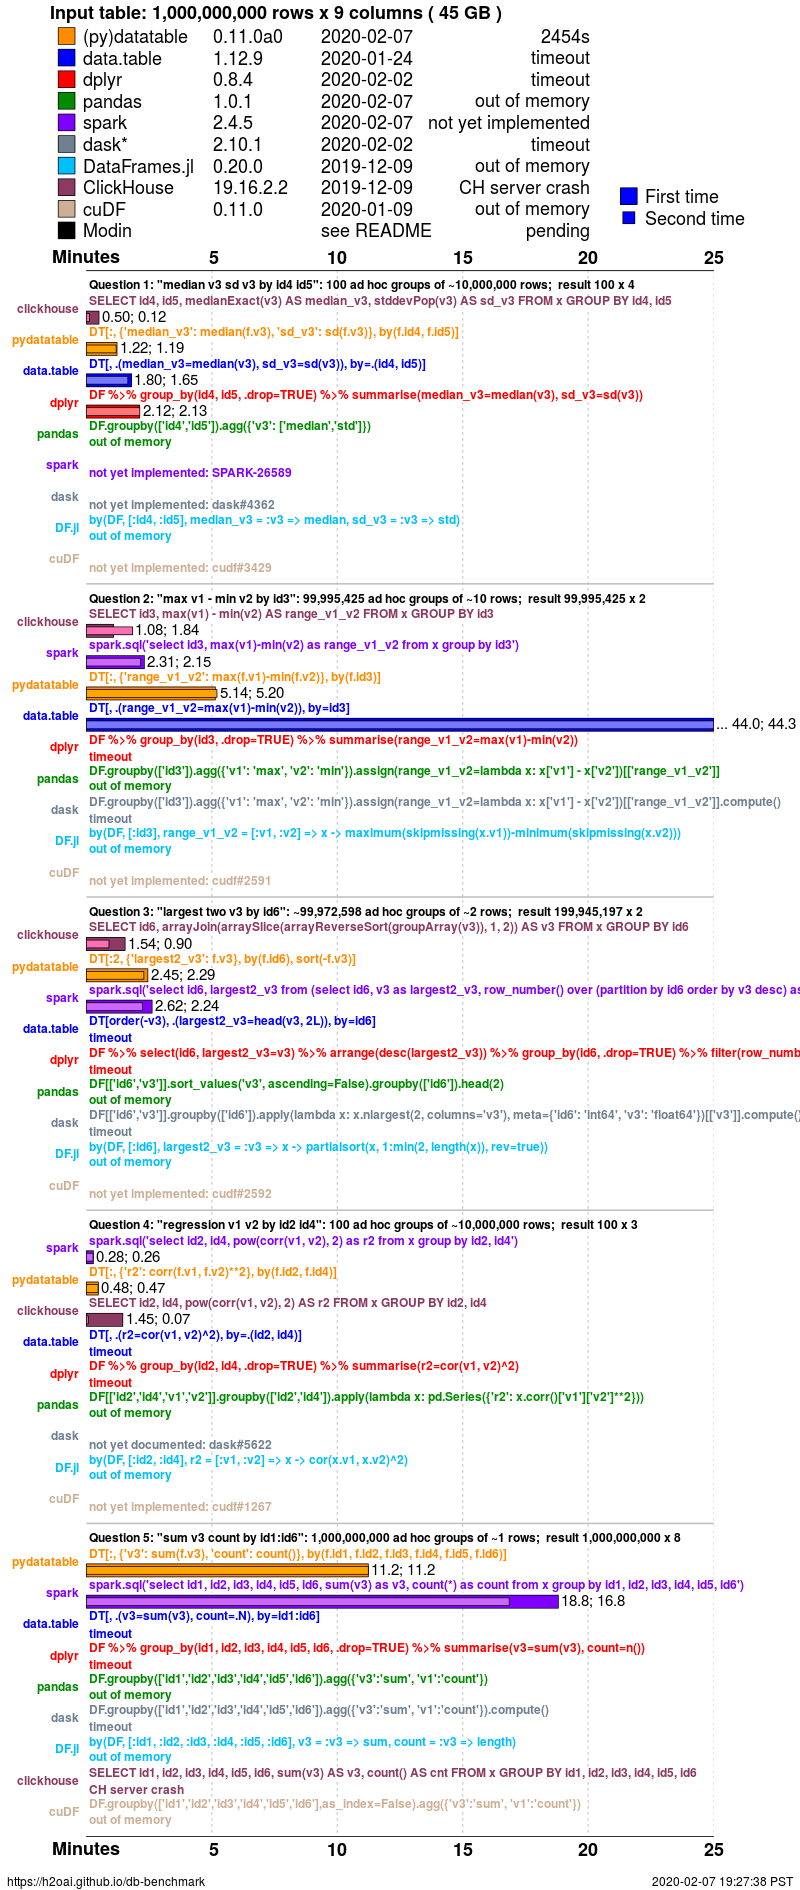 Input table: 1,000,000,000 rows x 9 columns ( 45 GB )
(py)datatable 0.11.0a0 2020-02-07 2454s
data.table 1.12.9 2020-01-24 timeout
dplyr 0.8.4 2020-02-02 timeout
pandas 1.0.1 2020-02-07 out of memory
spark 2.4.5 2020-02-07 not yet implemented
dask* 2.10.1 2020-02-02 timeout
DataFrames.jl 0.20.0 2019-12-09 out of memory
ClickHouse 19.16.2.2 2019-12-09 CH server crash
cuDF 0.11.0 2020-01-09 out of memory
Modin see README pending
First time
Second time
Minutes 5 10 15 20 25
Question 1: "median v3 sd v3 by id4 id5": 100 ad hoc groups of ~10,000,000 rows; result 100 x 4
SELECT id4, id5, medianExact(v3) AS median_v3, stddevPop(v3) AS sd_v3 FROM x GROUP BY id4, id5
clickhouse 0.50; 0.12
DT[:, {'median_v3': median(f.v3), 'sd_v3': sd(f.v3)}, by(f.id4, f.id5)]
pydatatable 1.22; 1.19
DT[, .(median_v3=median(v3), sd_v3=sd(v3)), by=.(id4, id5)]
data.table 1.80; 1.65
DF %>% group_by(id4, id5, .drop=TRUE) %>% summarise(median_v3=median(v3), sd_v3=sd(v3))
dplyr 2.12; 2.13
DF.groupby(['id4','id5']).agg({'v3': ['median','std']})
pandas out of memory
spark not yet implemented: SPARK-26589
dask not yet implemented: dask#4362
by(DF, [:id4, :id5], median_v3 = :v3 => median, sd_v3 = :v3 => std)
DF.jl out of memory
cuDF not yet implemented: cudf#3429
Question 2: "max v1 - min v2 by id3": 99,995,425 ad hoc groups of ~10 rows; result 99,995,425 x 2
SELECT id3, max(v1) - min(v2) AS range_v1_v2 FROM x GROUP BY id3
clickhouse 1.08; 1.84
spark.sql('select id3, max(v1)-min(v2) as range_v1_v2 from x group by id3')
spark 2.31; 2.15
DT[:, {'range_v1_v2': max(f.v1)-min(f.v2)}, by(f.id3)]
pydatatable 5.14; 5.20
DT[, .(range_v1_v2=max(v1)-min(v2)), by=id3]
data.table ... 44.0; 44.3
DF %>% group_by(id3, .drop=TRUE) %>% summarise(range_v1_v2=max(v1)-min(v2))
dplyr timeout
DF.groupby(['id3']).agg({'v1': 'max', 'v2': 'min'}).assign(range_v1_v2=lambda x: x['v1'] - x['v2'])[['range_v1_v2']]
pandas out of memory
DF.groupby(['id3']).agg({'v1': 'max', 'v2': 'min'}).assign(range_v1_v2=lambda x: x['v1'] - x['v2'])[['range_v1_v2']].compute()
dask timeout
by(DF, [:id3], range_v1_v2 = [:v1, :v2] => x -> maximum(skipmissing(x.v1))-minimum(skipmissing(x.v2)))
DF.jl out of memory
cuDF not yet implemented: cudf#2591
Question 3: "largest two v3 by id6": ~99,972,598 ad hoc groups of ~2 rows; result 199,945,197 x 2
SELECT id6, arrayJoin(arraySlice(arrayReverseSort(groupArray(v3)), 1, 2)) AS v3 FROM x GROUP BY id6
clickhouse 1.54; 0.90
DT[:2, {'largest2_v3': f.v3}, by(f.id6), sort(-f.v3)]
pydatatable 2.45; 2.29
spark.sql('select id6, largest2_v3 from (select id6, v3 as largest2_v3, row_number() over (partition by id6 order by v3 desc) as
spark 2.62; 2.24
DT[order(-v3), .(largest2_v3=head(v3, 2L)), by=id6]
data.table timeout
DF %>% select(id6, largest2_v3=v3) %>% arrange(desc(largest2_v3)) %>% group_by(id6, .drop=TRUE) %>% filter(row_numb
dplyr timeout
DF[['id6','v3']].sort_values('v3', ascending=False).groupby(['id6']).head(2)
pandas out of memory
DF[['id6','v3']].groupby(['id6']).apply(lambda x: x.nlargest(2, columns='v3'), meta={'id6': 'int64', 'v3': 'float64'})[['v3']].compute()
dask timeout
by(DF, [:id6], largest2_v3 = :v3 => x -> partialsort(x, 1:min(2, length(x)), rev=true))
DF.jl out of memory
cuDF not yet implemented: cudf#2592
Question 4: "regression v1 v2 by id2 id4": 100 ad hoc groups of ~10,000,000 rows; result 100 x 3
spark.sql('select id2, id4, pow(corr(v1, v2), 2) as r2 from x group by id2, id4')
spark 0.28; 0.26
DT[:, {'r2': corr(f.v1, f.v2)**2}, by(f.id2, f.id4)]
pydatatable 0.48; 0.47
SELECT id2, id4, pow(corr(v1, v2), 2) AS r2 FROM x GROUP BY id2, id4
clickhouse 1.45; 0.07
DT[, .(r2=cor(v1, v2)^2), by=.(id2, id4)]
data.table timeout
DF %>% group_by(id2, id4, .drop=TRUE) %>% summarise(r2=cor(v1, v2)^2)
dplyr timeout
DF[['id2','id4','v1','v2']].groupby(['id2','id4']).apply(lambda x: pd.Series({'r2': x.corr()['v1']['v2']**2}))
pandas out of memory
dask not yet documented: dask#5622
by(DF, [:id2, :id4], r2 = [:v1, :v2] => x -> cor(x.v1, x.v2)^2)
DF.jl out of memory
cuDF not yet implemented: cudf#1267
Question 5: "sum v3 count by id1:id6": 1,000,000,000 ad hoc groups of ~1 rows; result 1,000,000,000 x 8
DT[:, {'v3': sum(f.v3), 'count': count()}, by(f.id1, f.id2, f.id3, f.id4, f.id5, f.id6)]
pydatatable 11.2; 11.2
spark.sql('select id1, id2, id3, id4, id5, id6, sum(v3) as v3, count(*) as count from x group by id1, id2, id3, id4, id5, id6')
spark 18.8; 16.8
DT[, .(v3=sum(v3), count=.N), by=id1:id6]
data.table timeout
DF %>% group_by(id1, id2, id3, id4, id5, id6, .drop=TRUE) %>% summarise(v3=sum(v3), count=n())
dplyr timeout
DF.groupby(['id1','id2','id3','id4','id5','id6']).agg({'v3':'sum', 'v1':'count'})
pandas out of memory
DF.groupby(['id1','id2','id3','id4','id5','id6']).agg({'v3':'sum', 'v1':'count'}).compute()
dask timeout
by(DF, [:id1, :id2, :id3, :id4, :id5, :id6], v3 = :v3 => sum, count = :v3 => length)
DF.jl out of memory
SELECT id1, id2, id3, id4, id5, id6, sum(v3) AS v3, count() AS cnt FROM x GROUP BY id1, id2, id3, id4, id5, id6
clickhouse CH server crash
DF.groupby(['id1','id2','id3','id4','id5','id6'],as_index=False).agg({'v3':'sum', 'v1':'count'})
cuDF out of memory
Minutes 5 10 15 20 25
https://h2oai.github.io/db-benchmark 2020-02-07 19:27:38 PST